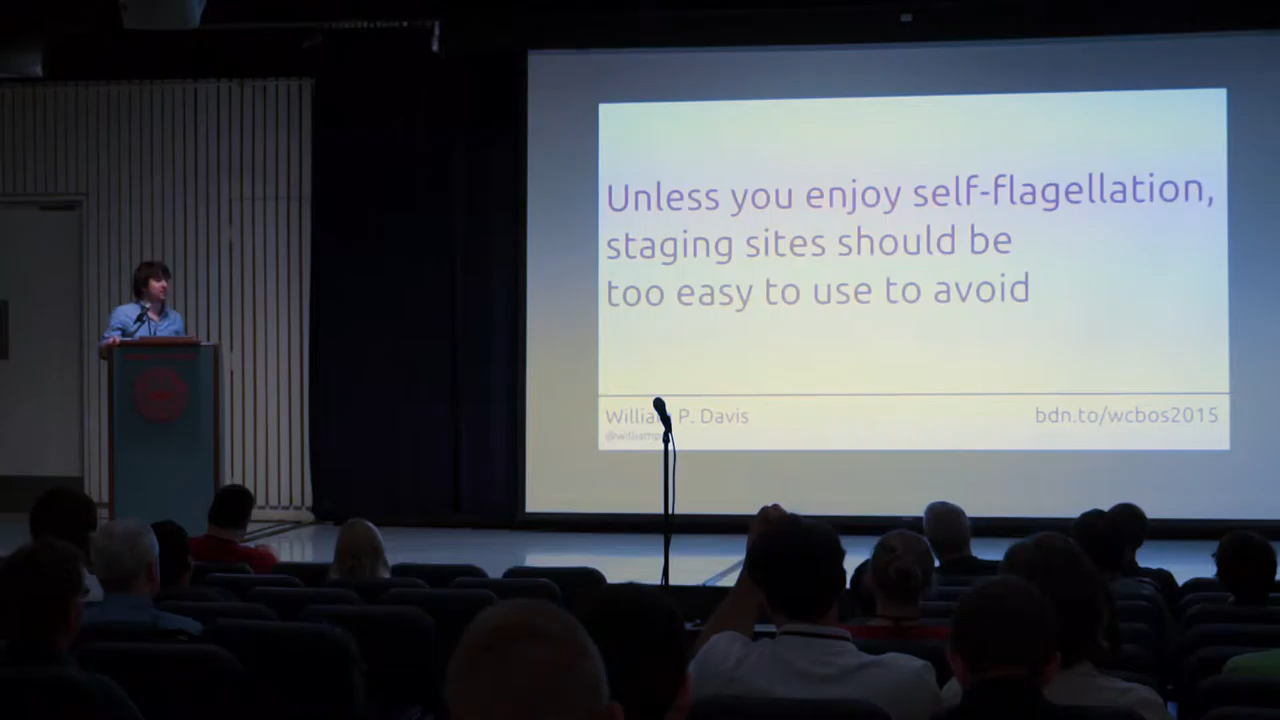 Unless you enjoy self-flagellation,
staging sites should be
too easy to use to avoid
William P. Davis
bdn.to/wcbos2015